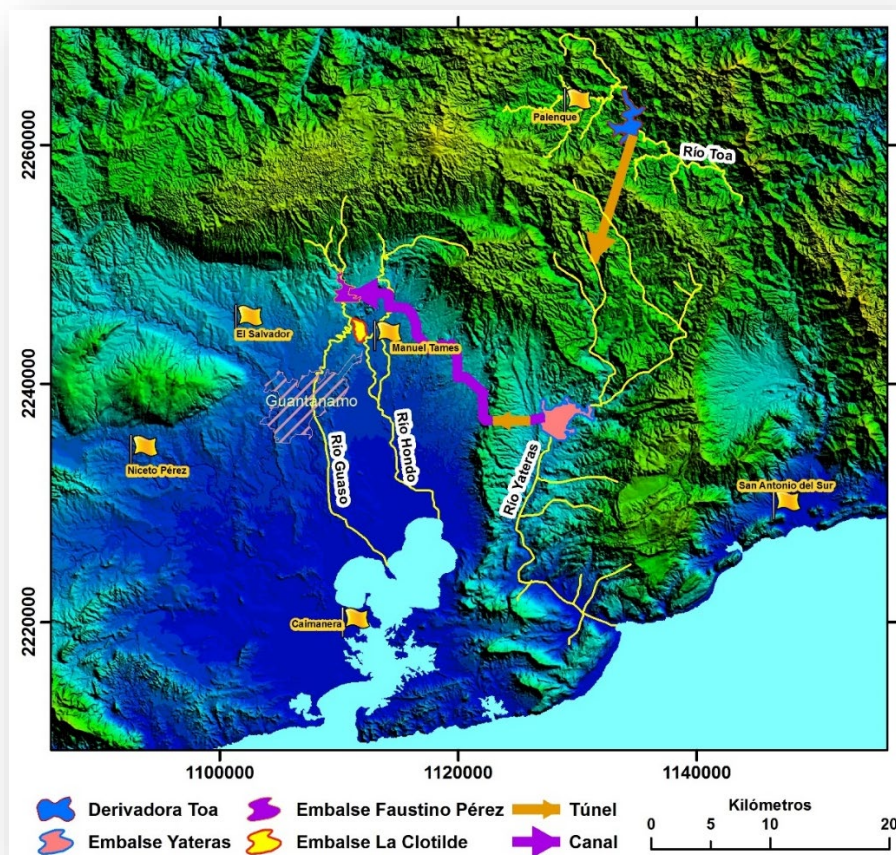 2260000
2240000
2220000
Palenque
Río Toa
El Salvador
Manuel Tames
Guantánamo
Niceto Pérez
Río Guaso
Río Hondo
Río Yateras
San Antonio del Sur
Caimanera
1100000
1120000
1140000
Derivadora Toa
Embalse Faustino Pérez
Túnel
Kilómetros
Embalse Yateras
Embalse La Clotilde
Canal
0 5 10 20